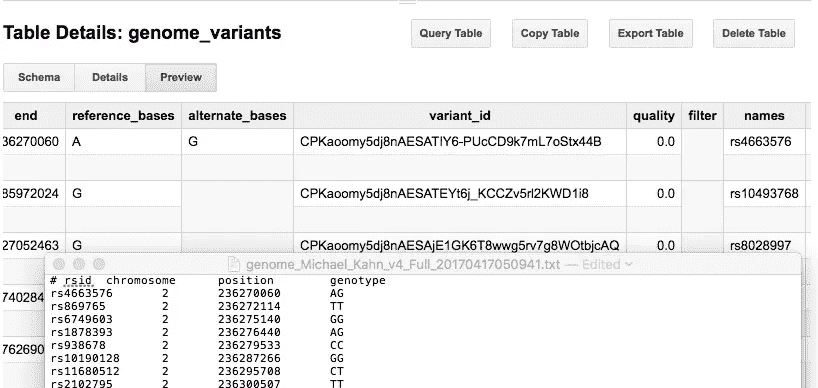 Table Details: genome_variants
Query Table Copy Table Export Table Delete Table
Schema Details Preview
end reference_bases alternate_bases variant_id quality filter names
36270060 A G CPKaoomy5dj8nAESATIY6-PUcCD9k7mL7oStx44B 0.0 rs4663576
85972024 G CPKaoomy5dj8nAESATEYt6j_KCCZv5rl2KWD1i8 0.0 rs10493768
27052463 G CPKaoomy5dj8nAESAjE1GK6T8wwg5rv7g8WOtbjcAQ 0.0 rs8028997
740284
762690
genome_Michael_Kahn_v4_Full_20170417050941.txt — Edited
# rsid chromosome position genotype
rs4663576 2 236270060 AG
rs869765 2 236272114 TT
rs6749603 2 236275140 GG
rs1878393 2 236276440 AG
rs938678 2 236279533 CC
rs10190128 2 236287266 GG
rs11680512 2 236295708 CT
rs2102795 2 236300507 TT